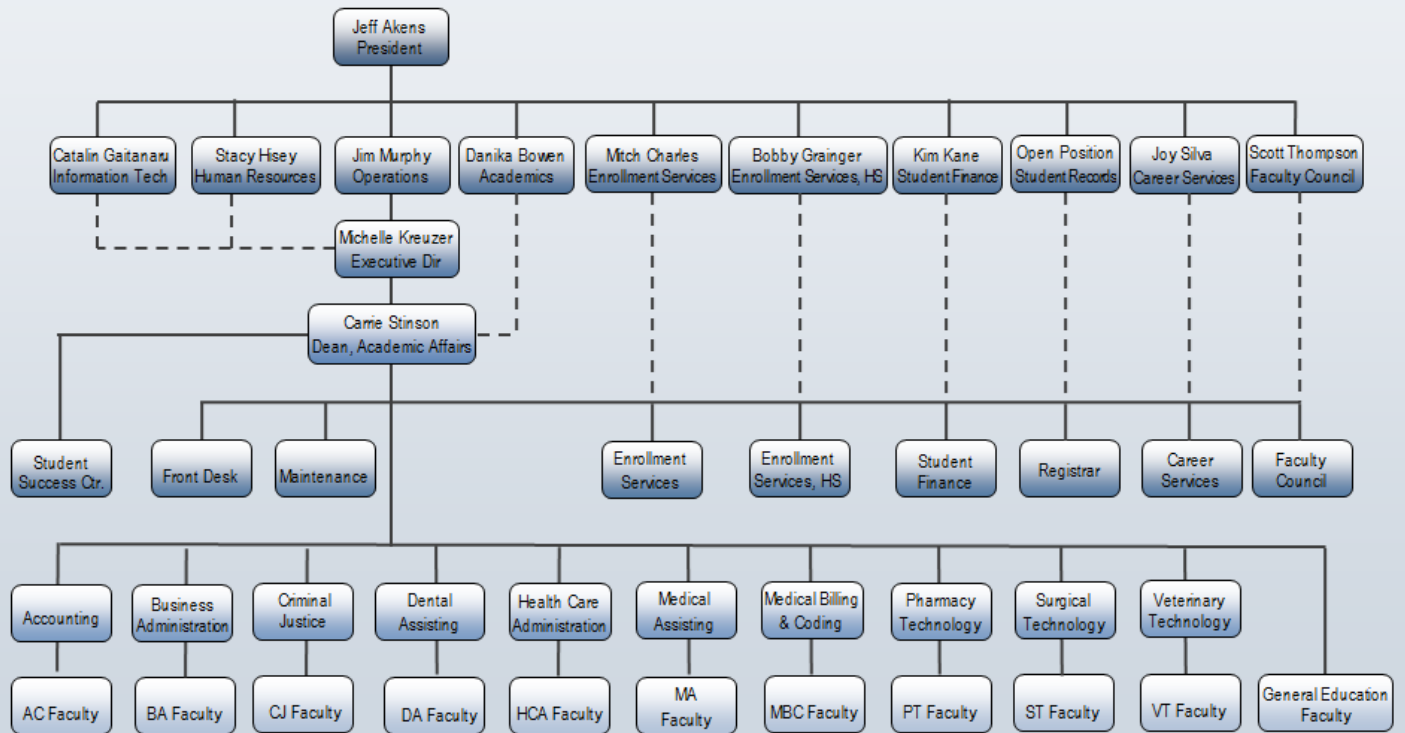 Jeff Akens
President
Catalin Gaitanaru
Information Tech
Stacy Hisey
Human Resources
Jim Murphy
Operations
Danika Bowen
Academics
Mitch Charles
Enrollment Services
Bobby Grainger
Enrollment Services, HS
Kim Kane
Student Finance
Open Position
Student Records
Joy Silva
Career Services
Scott Thompson
Faculty Council
Michelle Kreuzer
Executive Dir
Carrie Stinson
Dean, Academic Affairs
Student
Success Ctr.
Front Desk
Maintenance
Enrollment
Services
Enrollment
Services, HS
Student
Finance
Registrar
Career
Services
Faculty
Council
Accounting
Business
Administration
Criminal
Justice
Dental
Assisting
Health Care
Administration
Medical
Assisting
Medical Billing
& Coding
Pharmacy
Technology
Surgical
Technology
Veterinary
Technology
AC Faculty
BA Faculty
CJ Faculty
DA Faculty
HCA Faculty
MA
Faculty
MBC Faculty
PT Faculty
ST Faculty
VT Faculty
General Education
Faculty